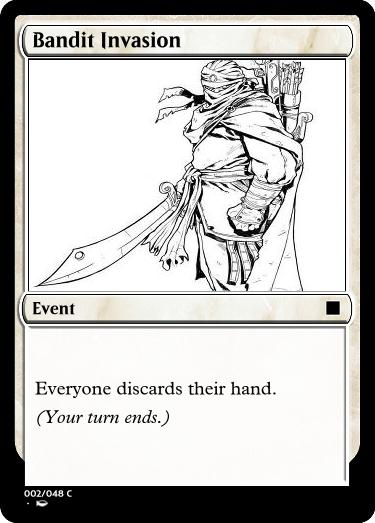 Bandit Invasion
Event
Everyone discards their hand.
(Your turn ends.)
002/048 C